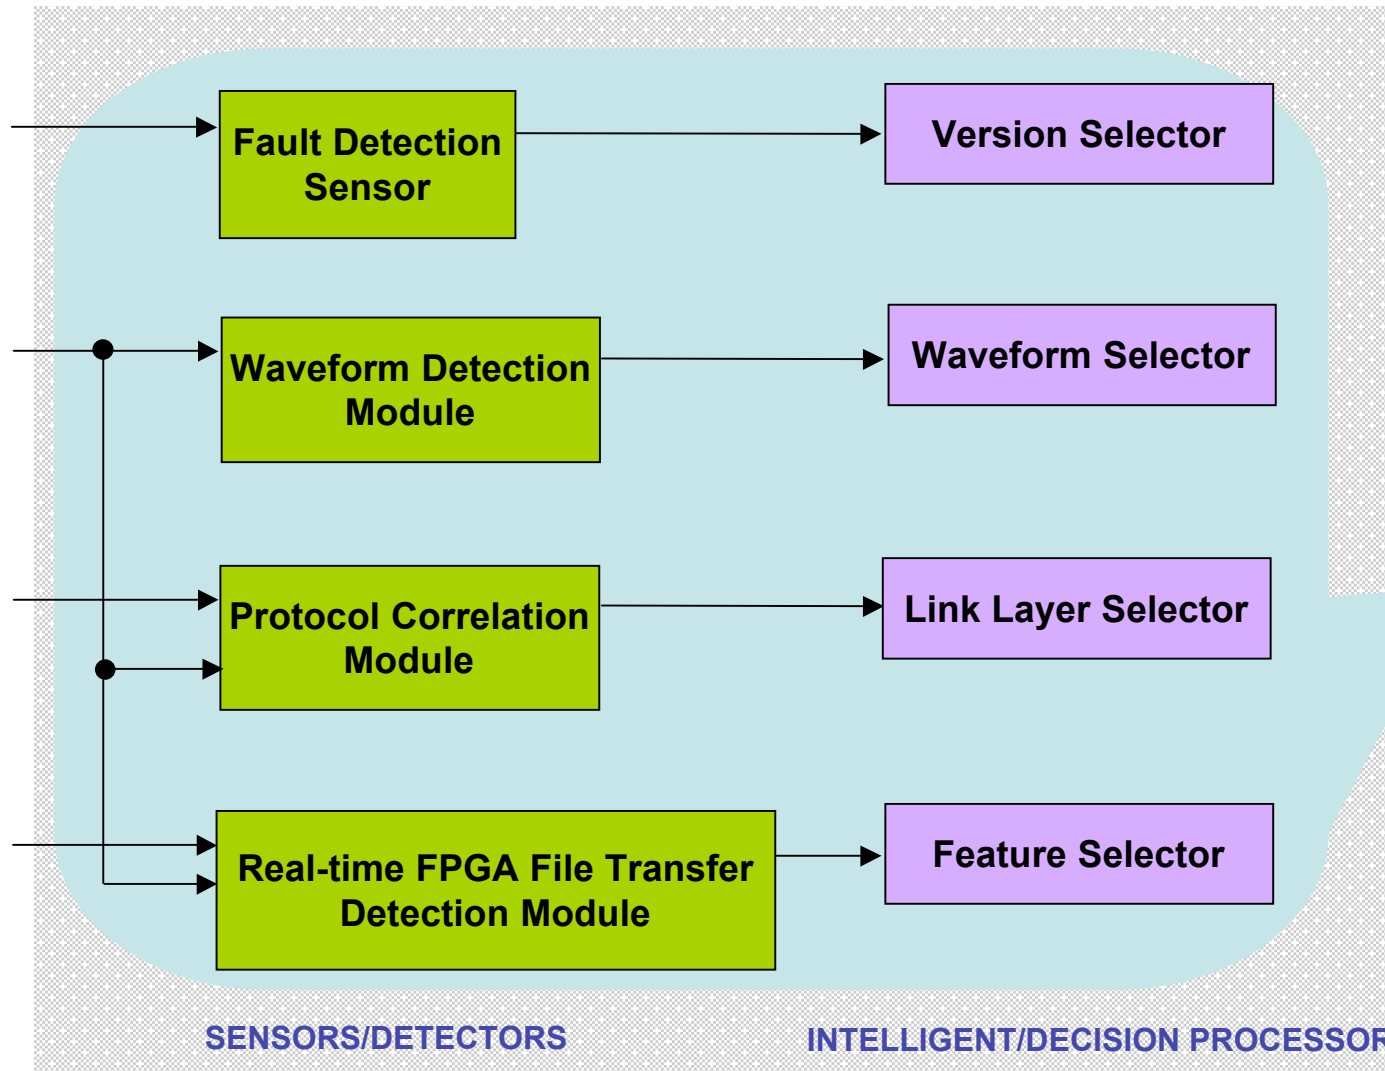 Fault Detection
Sensor
Version Selector
Waveform Detection
Module
Waveform Selector
Protocol Correlation
Module
Link Layer Selector
Real-time FPGA File Transfer
Detection Module
Feature Selector
SENSORS/DETECTORS
INTELLIGENT/DECISION PROCESSOR